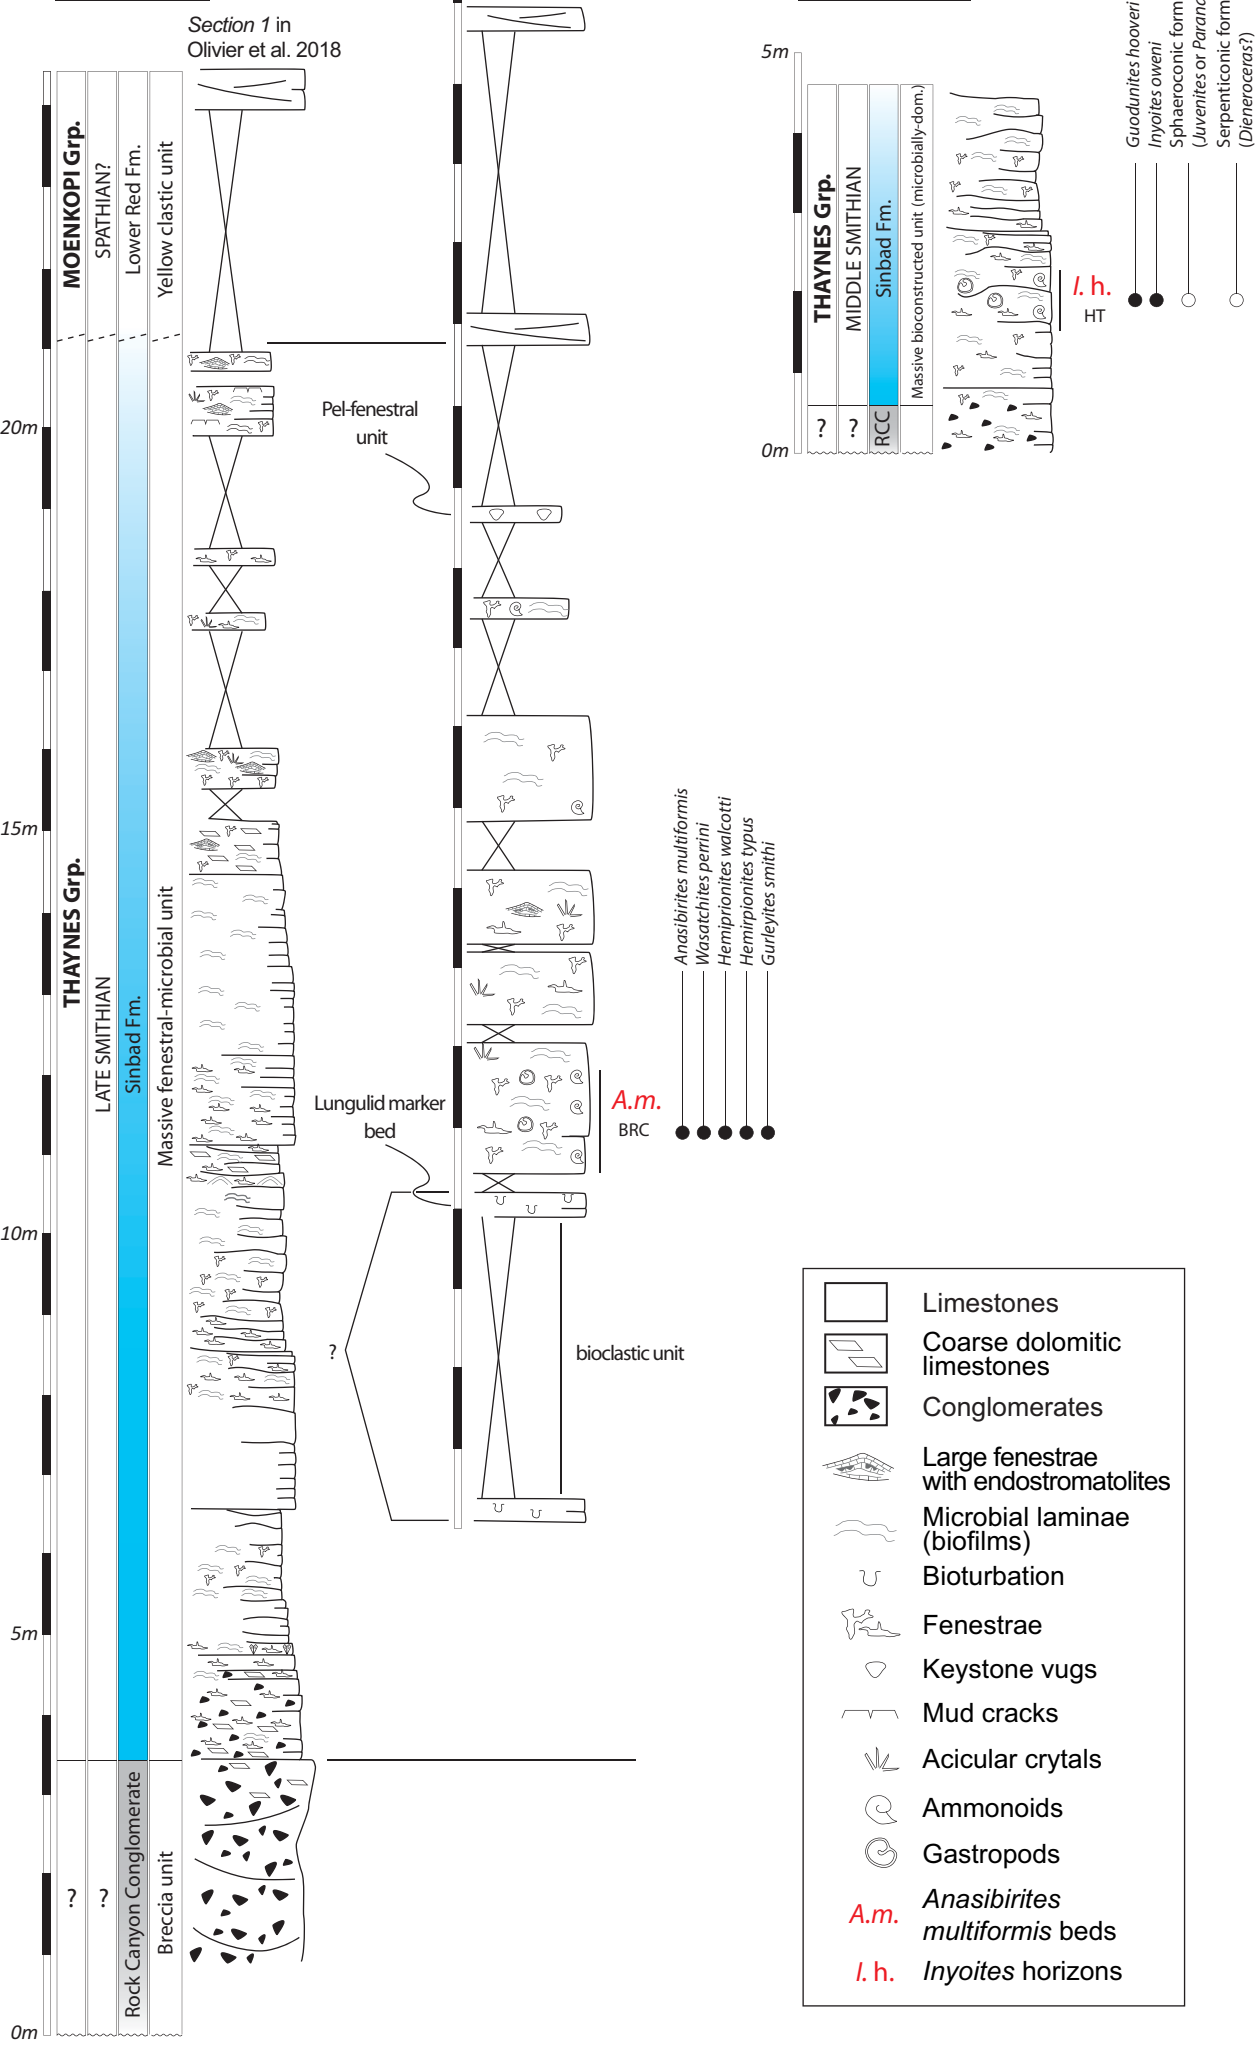 Section 1 in
Olivier et al. 2018
MOENKOPI Grp.
SPATHIAN?
Lower Red Fm.
Yellow clastic unit
THAYNES Grp.
LATE SMITHIAN
Sinbad Fm.
Massive fenestral-microbial unit
?
?
Rock Canyon Conglomerate
Breccia unit
20m
15m
10m
5m
0m
Pel-fenestral
unit
Lungulid marker
bed
?
bioclastic unit
A.m.
BRC
Anasibirites multiformis
Wasatchites perrini
Hemiprionites walcotti
Hemirpionites typus
Gurleyites smithi
5m
0m
THAYNES Grp.
MIDDLE SMITHIAN
Sinbad Fm.
Massive bioconstructed unit (microbially-dom.)
?
?
RCC
I. h.
HT
Guodunites hooveri
Inyoites oweni
Sphaeroconic form
(Juvenites or
Serpenticonic form
(Dieneroceras?)
Limestones
Coarse dolomitic
limestones
Conglomerates
Large fenestrae
with endostromatolites
Microbial laminae
(biofilms)
Bioturbation
Fenestrae
Keystone vugs
Mud cracks
Acicular crytals
Ammonoids
Gastropods
A.m.
Anasibirites
multiformis beds
I. h.
Inyoites horizons